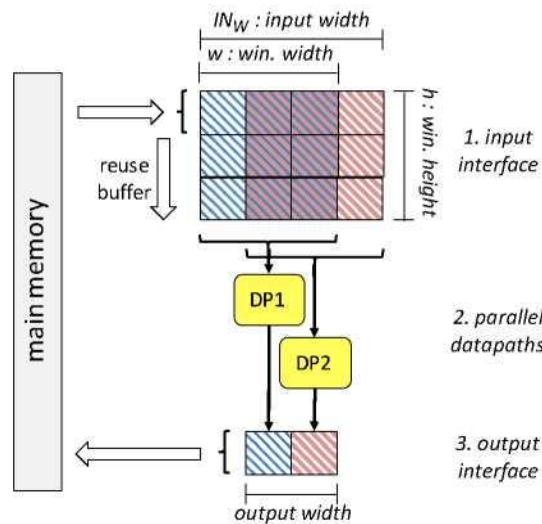 IN_W : input width
w : win. width
h : win. height
1. input
interface
reuse
buffer
main memory
DP1
DP2
2. parallel
datapaths
3. output
interface
output width